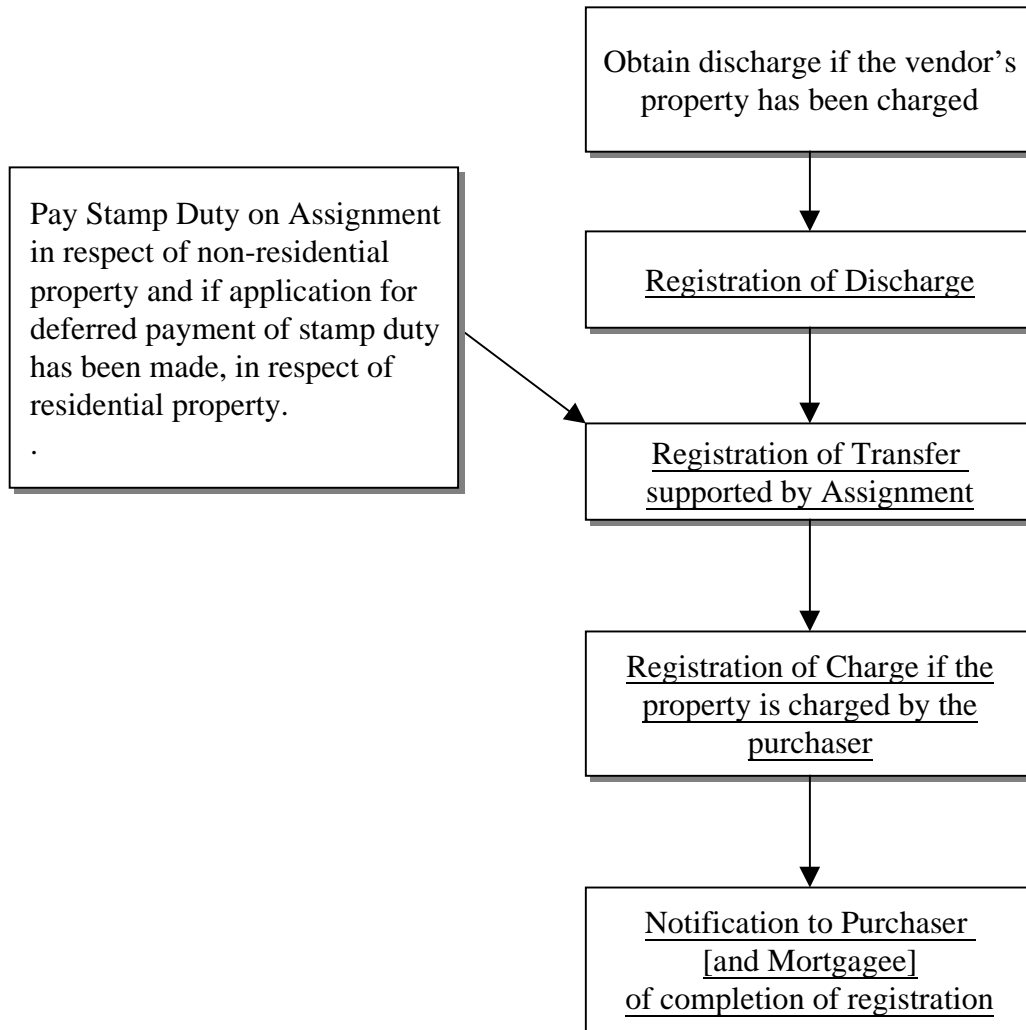 Obtain discharge if the vendor’s
property has been charged
Pay Stamp Duty on Assignment
in respect of non-residential
property and if application for
deferred payment of stamp duty
has been made, in respect of
residential property.
.
Registration of Discharge
Registration of Transfer
supported by Assignment
Registration of Charge if the
property is charged by the
purchaser
Notification to Purchaser
[and Mortgagee]
of completion of registration